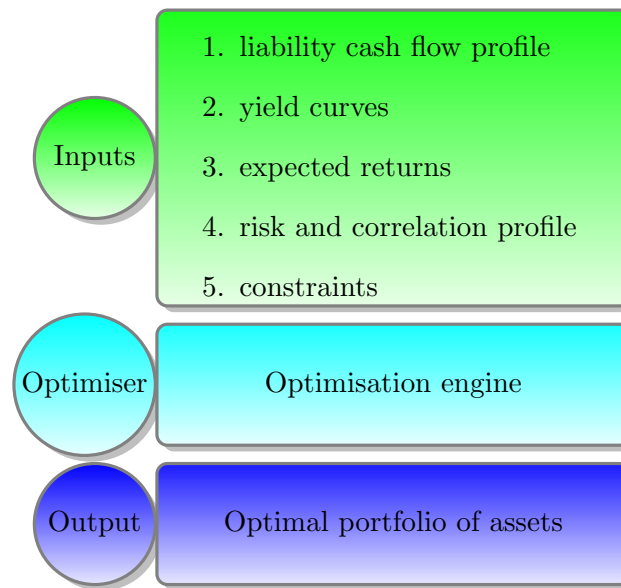 Inputs
1. liability cash flow profile
2. yield curves
3. expected returns
4. risk and correlation profile
5. constraints
Optimiser
Optimisation engine
Output
Optimal portfolio of assets